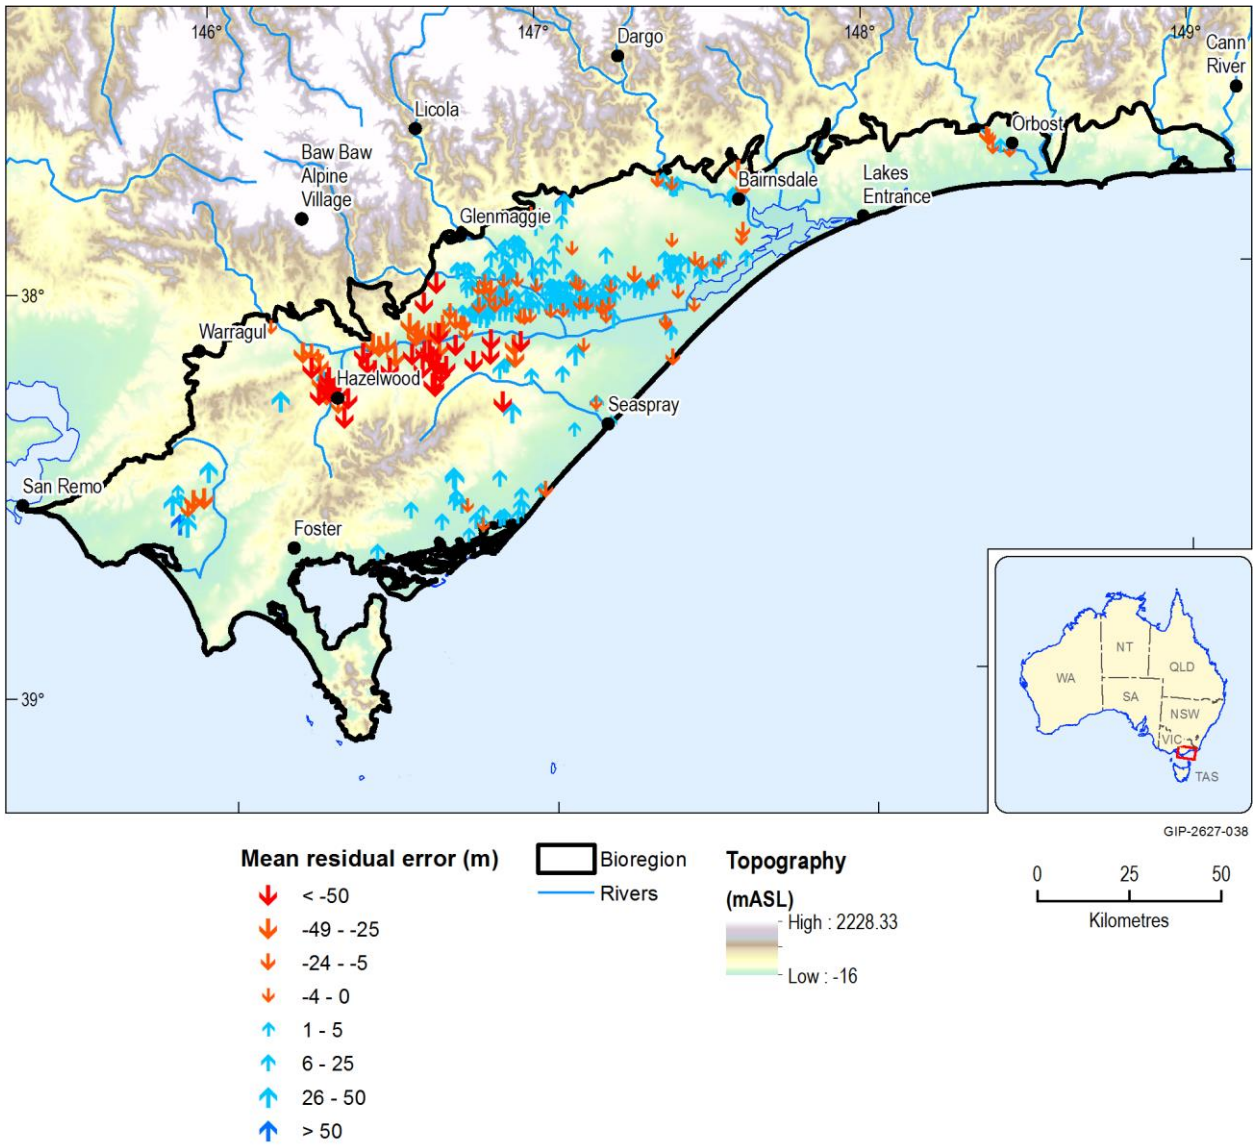 146°
147°
148°
149°
Dargo
Cann
River
Licola
Orbost
Baw Baw
Alpine
Village
Bairnsdale
Lakes
Entrance
Glenmaggie
38°
Warragul
Hazelwood
Seaspray
San Remo
Foster
39°
NT
QLD
WA
SA
NSW
VIC
TAS
GIP-2627-038
Mean residual error (m)
< -50
-49 - -25
-24 - -5
-4 - 0
1 - 5
6 - 25
26 - 50
> 50
Bioregion
Rivers
Topography
(mASL)
High : 2228.33
Low : -16
0 25 50
Kilometres